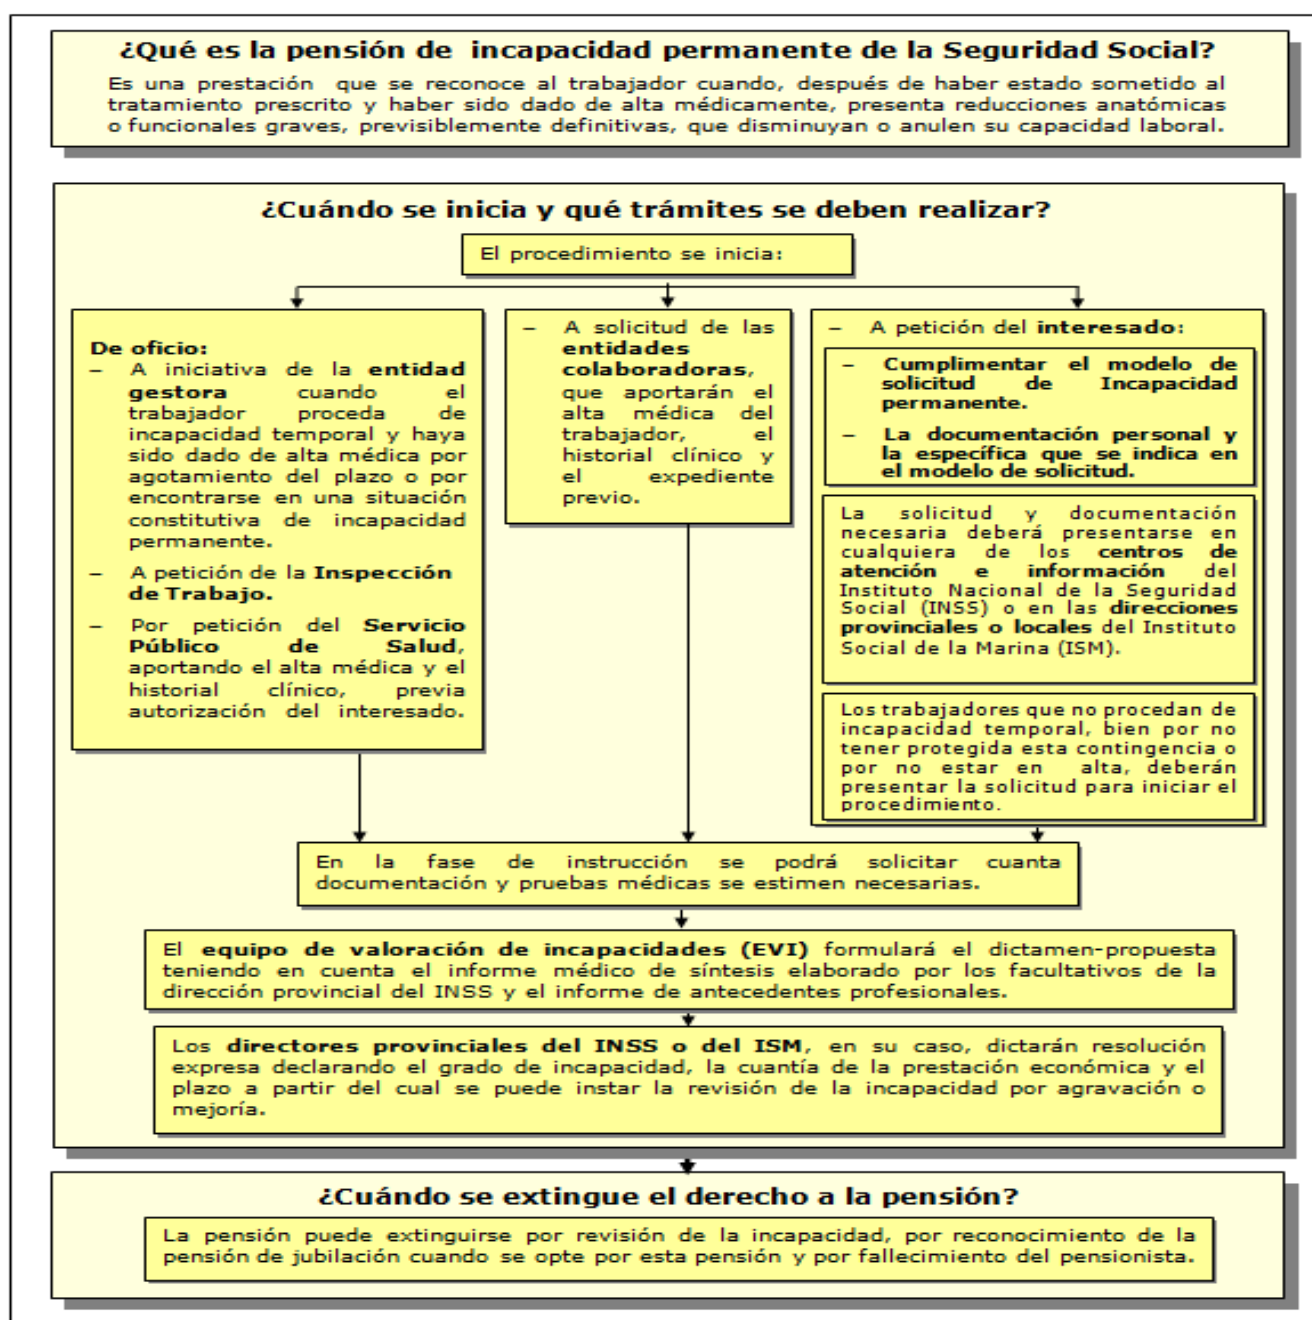 ¿Qué es la pensión de incapacidad permanente de la Seguridad Social?
Es una prestación que se reconoce al trabajador cuando, después de haber estado sometido al
tratamiento prescrito y haber sido dado de alta médicamente, presenta reducciones anatómicas
o funcionales graves, previsiblemente definitivas, que disminuyan o anulen su capacidad laboral.
¿Cuándo se inicia y qué trámites se deben realizar?
El procedimiento se inicia:
De oficio:
– A iniciativa de la entidad
gestora cuando el
trabajador proceda de
incapacidad temporal y haya
sido dado de alta médica por
agotamiento del plazo o por
encontrarse en una situación
constitutiva de incapacidad
permanente.
– A petición de la Inspección
de Trabajo.
– Por petición del Servicio
Público de Salud,
aportando el alta médica y el
historial clínico, previa
autorización del interesado.
– A solicitud de las
entidades
colaboradoras,
que aportarán el
alta médica del
trabajador, el
historial clínico y
el expediente
previo.
– A petición del interesado:
– Cumplimentar el modelo de
solicitud de Incapacidad
permanente.
– La documentación personal y
la específica que se indica en
el modelo de solicitud.
La solicitud y documentación
necesaria deberá presentarse en
cualquiera de los centros de
atención e información del
Instituto Nacional de la Seguridad
Social (INSS) o en las direcciones
provinciales o locales del Instituto
Social de la Marina (ISM).
Los trabajadores que no procedan de
incapacidad temporal, bien por no
tener protegida esta contingencia o
por no estar en alta, deberán
presentar la solicitud para iniciar el
procedimiento.
En la fase de instrucción se podrá solicitar cuanta
documentación y pruebas médicas se estimen necesarias.
El equipo de valoración de incapacidades (EVI) formulará el dictamen-propuesta
teniendo en cuenta el informe médico de síntesis elaborado por los facultativos de la
dirección provincial del INSS y el informe de antecedentes profesionales.
Los directores provinciales del INSS o del ISM, en su caso, dictarán resolución
expresa declarando el grado de incapacidad, la cuantía de la prestación económica y el
plazo a partir del cual se puede instar la revisión de la incapacidad por agravación o
mejoría.
¿Cuándo se extingue el derecho a la pensión?
La pensión puede extinguirse por revisión de la incapacidad, por reconocimiento de la
pensión de jubilación cuando se opte por esta pensión y por fallecimiento del pensionista.